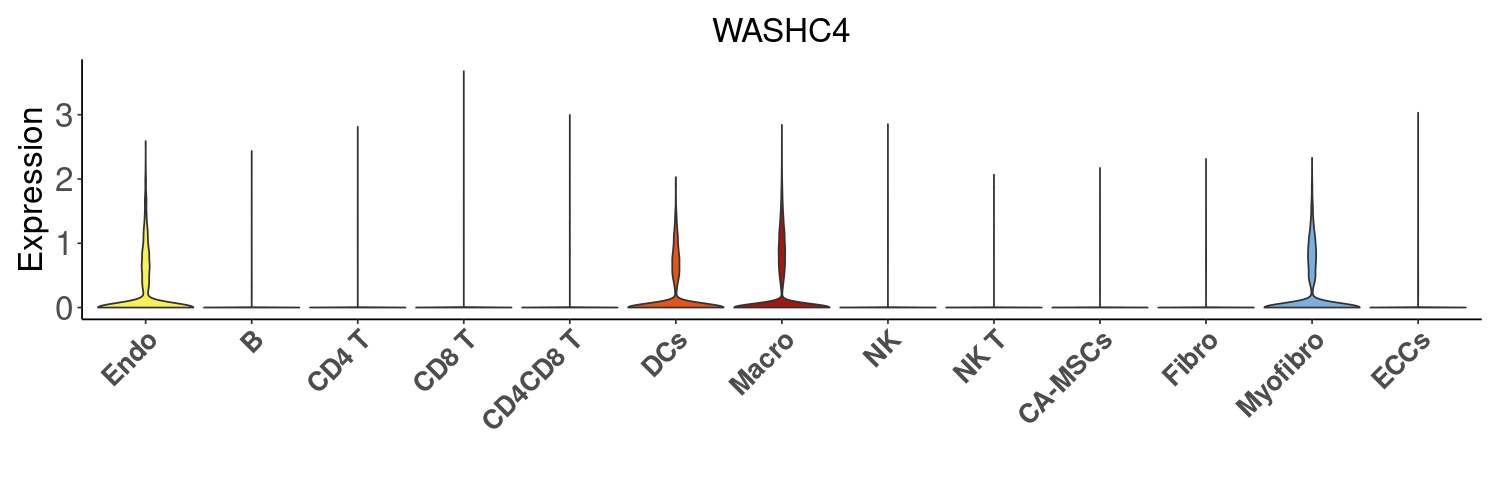 WASHC4
Expression
3
2
1
0
Endo
B
CD4 T
CD8 T
CD4CD8 T
DCs
Macro
NK
NK T
CA-MSCs
Fibro
Myofibro
ECCs